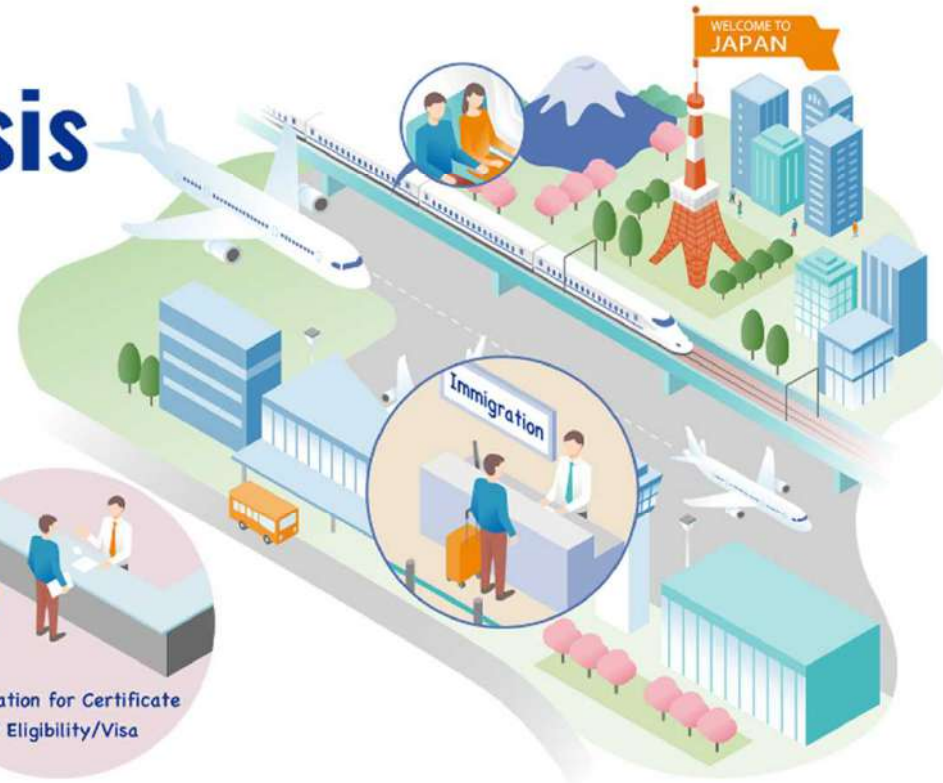 sis
WELCOME TO
JAPAN
Immigration
ation for Certificate
Eligibility/Visa